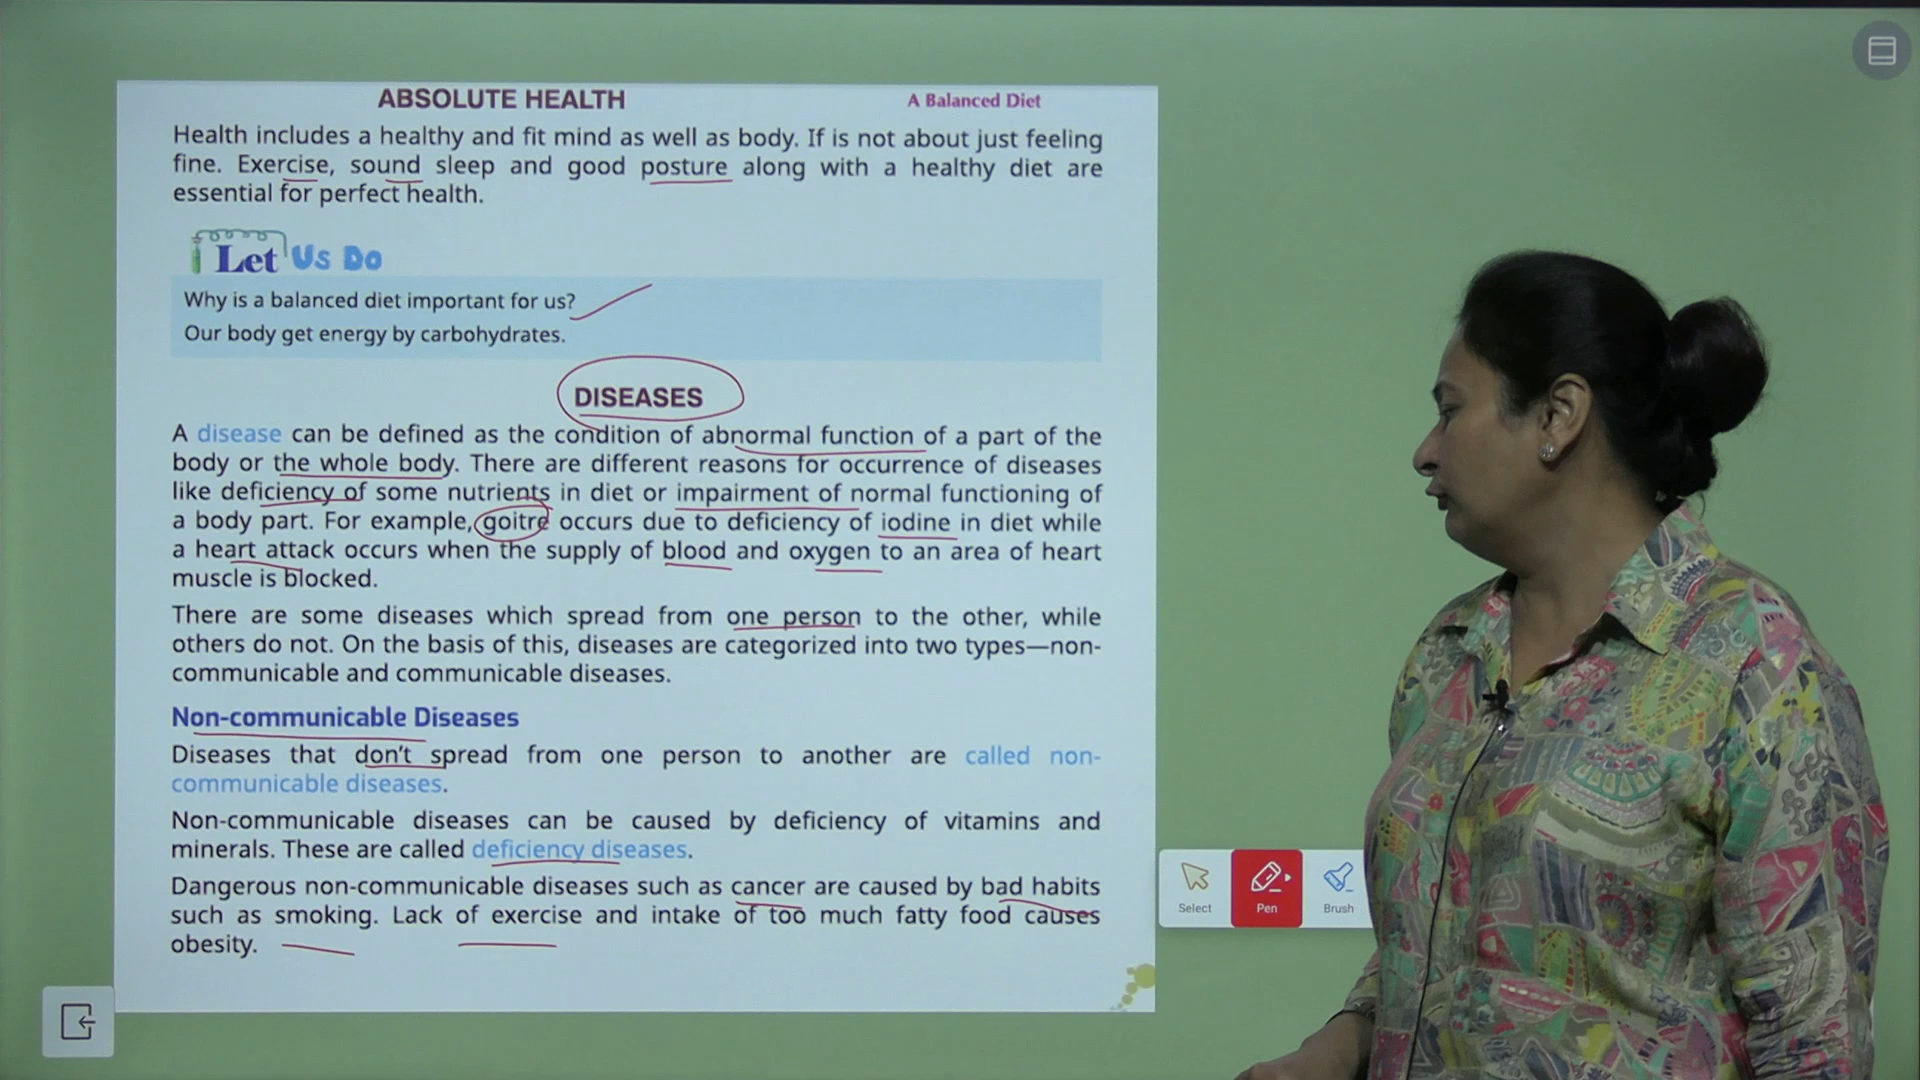 ABSOLUTE HEALTH
A Balanced Diet
Health includes a healthy and fit mind as well as body. If is not about just feeling
fine. Exercise, sound sleep and good posture along with a healthy diet are
essential for perfect health.
Let Us Do
Why is a balanced diet important for us?
Our body get energy by carbohydrates.
DISEASES
A disease can be defined as the condition of abnormal function of a part of the
body or the whole body. There are different reasons for occurrence of diseases
like deficiency of some nutrients in diet or impairment of normal functioning of
a body part. For example, goitre occurs due to deficiency of iodine in diet while
a heart attack occurs when the supply of blood and oxygen to an area of heart
muscle is blocked.
There are some diseases which spread from one person to the other, while
others do not. On the basis of this, diseases are categorized into two types—non-
communicable and communicable diseases.
Non-communicable Diseases
Diseases that don't spread from one person to another are called non-
communicable diseases.
Non-communicable diseases can be caused by deficiency of vitamins and
minerals. These are called deficiency diseases.
Dangerous non-communicable diseases such as cancer are caused by bad habits
such as smoking. Lack of exercise and intake of too much fatty food causes
obesity.
Select
Pen
Brush